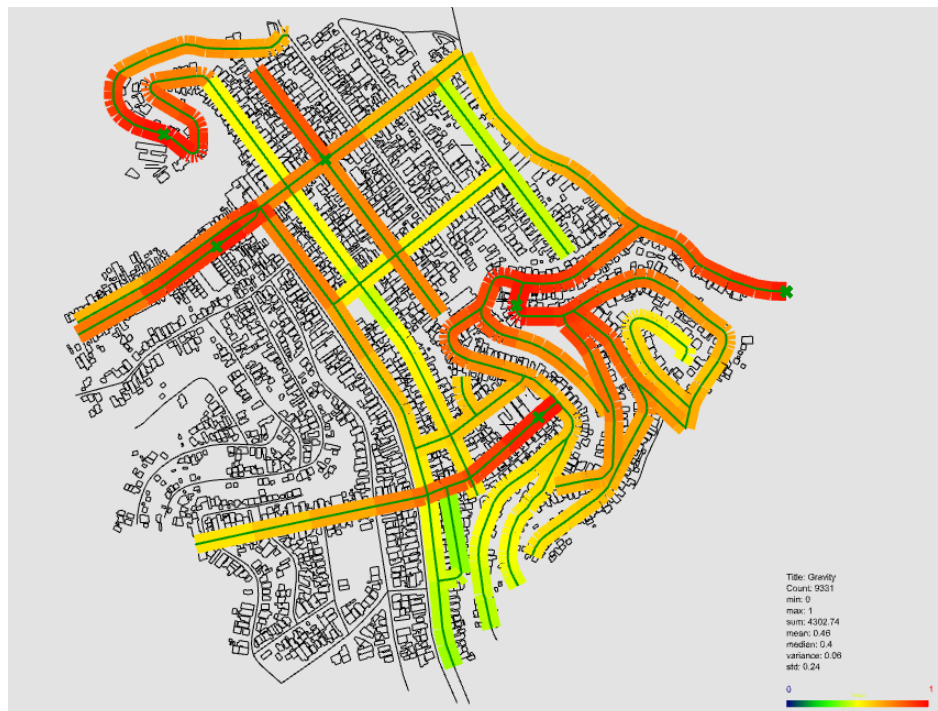 Title: Gravity
Count: 9331
min: 0
max: 1
sum: 4302.74
mean: 0.46
median: 0.4
variance: 0.06
std: 0.24
0 1